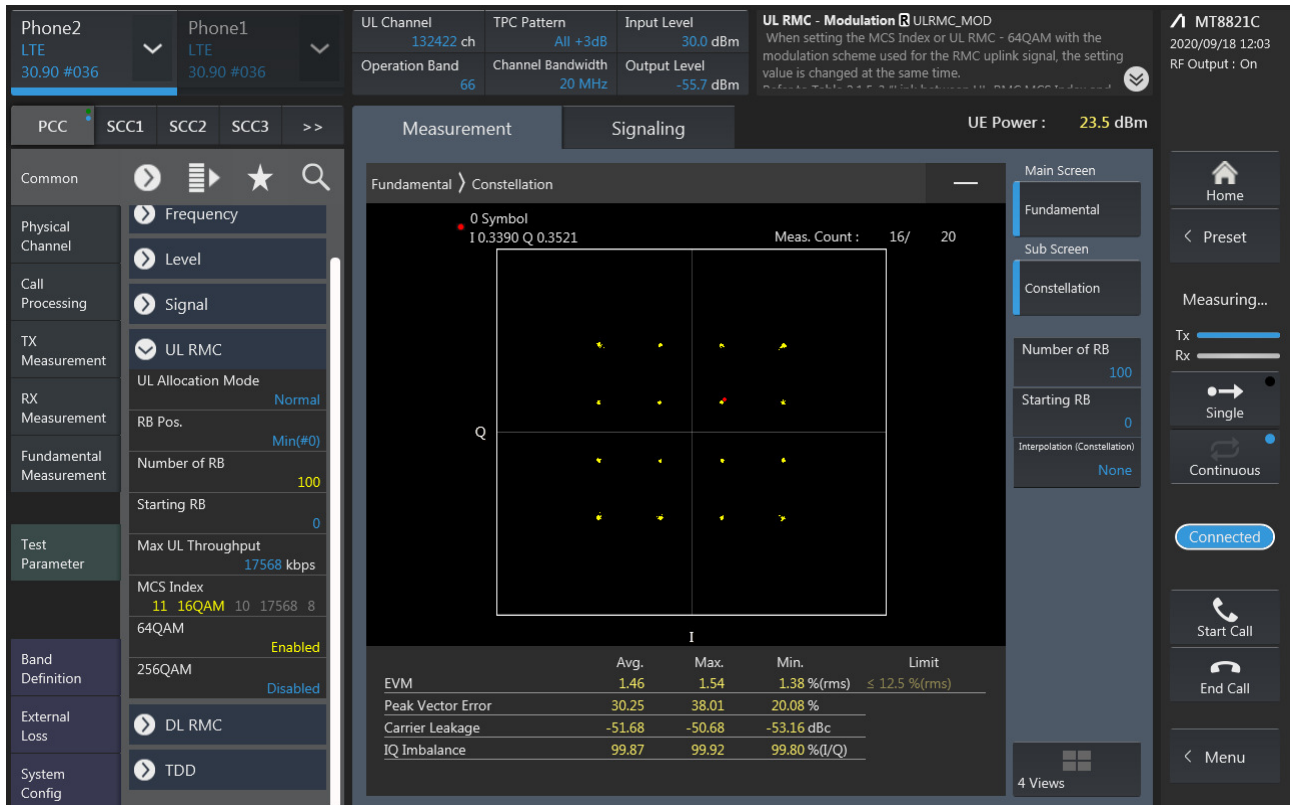 Phone2
LTE
30.90 #036
Phone1
LTE
30.90 #036
UL Channel
132422 ch
Operation Band
66
TPC Pattern
All +3dB
Channel Bandwidth
20 MHz
Input Level
30.0 dBm
Output Level
-55.7 dBm
UL RMC - Modulation R ULRMC_MOD
When setting the MCS Index or UL RMC - 64QAM with the
modulation scheme used for the RMC uplink signal, the setting
value is changed at the same time.
MT8821C
2020/09/18 12:03
RF Output : On
PCC SCC1 SCC2 SCC3 >>
Measurement Signaling
UE Power : 23.5 dBm
Common
Physical
Channel
Call
Processing
TX
Measurement
RX
Measurement
Fundamental
Measurement
Test
Parameter
Band
Definition
External
Loss
System
Config
Frequency
Level
Signal
UL RMC
UL Allocation Mode
Normal
RB Pos.
Min(#0)
Number of RB
100
Starting RB
0
Max UL Throughput
17568 kbps
MCS Index
11 16QAM 10 17568 8
64QAM
Enabled
256QAM
Disabled
DL RMC
TDD
Fundamental > Constellation
0 Symbol
I 0.3390 Q 0.3521
Meas. Count : 16/ 20
Q
I
Avg. Max. Min. Limit
EVM 1.46 1.54 1.38 %(rms) ≤ 12.5 %(rms)
Peak Vector Error 30.25 38.01 20.08 %
Carrier Leakage -51.68 -50.68 -53.16 dBc
IQ Imbalance 99.87 99.92 99.80 %(I/Q)
Main Screen
Fundamental
Sub Screen
Constellation
Number of RB
100
Starting RB
0
Interpolation (Constellation)
None
4 Views
Home
< Preset
Measuring...
Tx
Rx
Single
Continuous
Connected
Start Call
End Call
< Menu